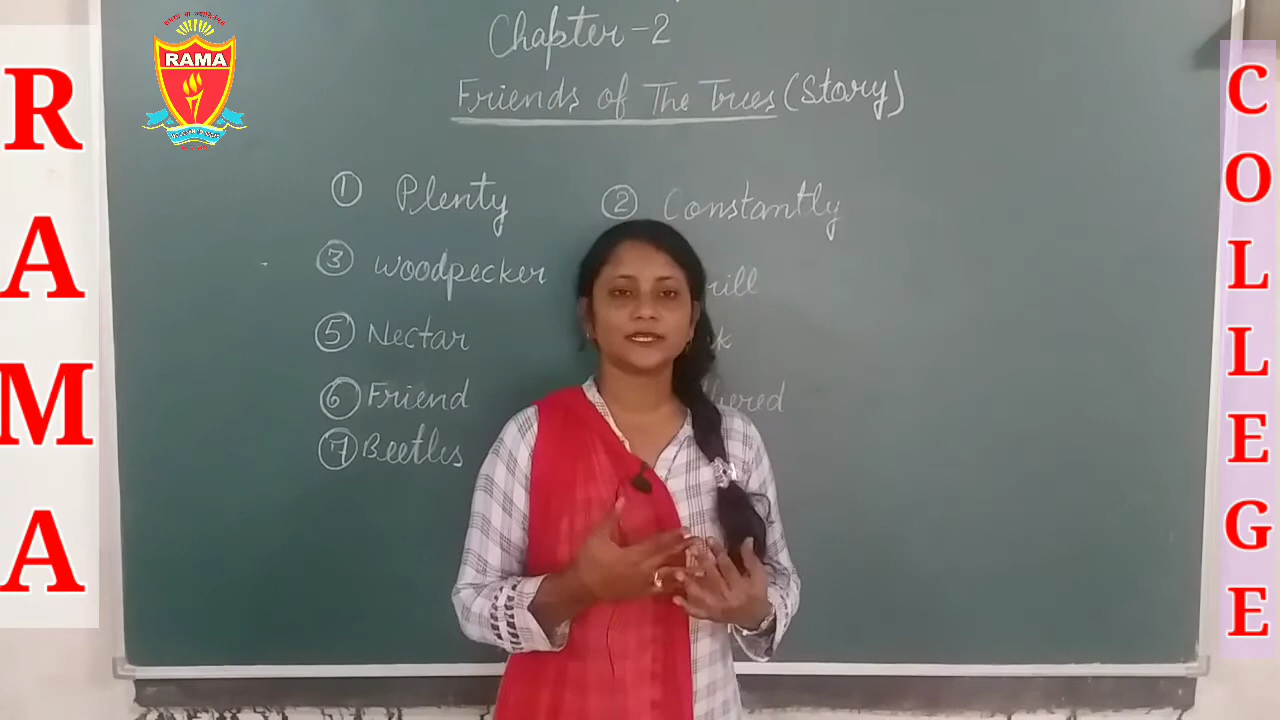 RAMA
RAMA
COLLEGE
Chapter-2
Friends of The Trees (Story)
① Plenty ② Constantly
③ Woodpecker
⑤ Nectar
⑥ Friend
⑦ Beetles